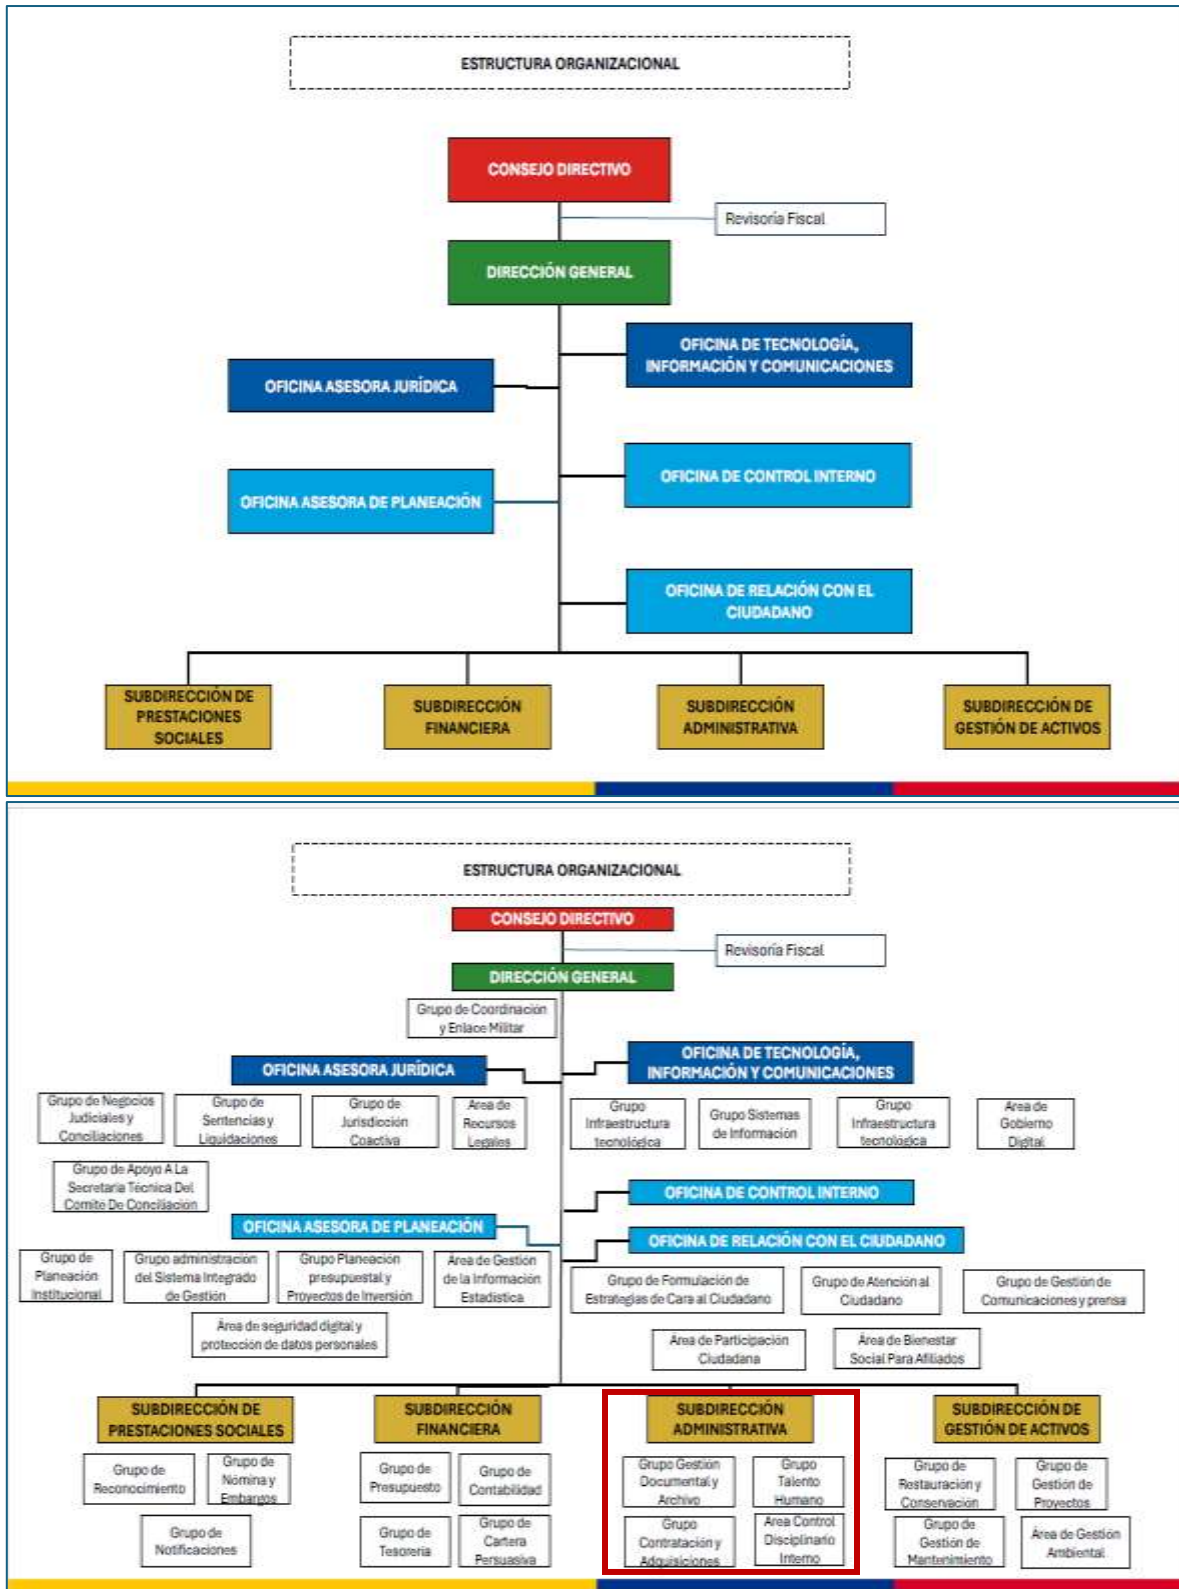 ESTRUCTURA ORGANIZACIONAL
CONSEJO DIRECTIVO
Revisoría Fiscal
DIRECCIÓN GENERAL
OFICINA DE TECNOLOGÍA,
INFORMACIÓN Y COMUNICACIONES
OFICINA ASESORA JURÍDICA
OFICINA DE CONTROL INTERNO
OFICINA ASESORA DE PLANEACIÓN
OFICINA DE RELACIÓN CON EL
CIUDADANO
SUBDIRECCIÓN DE
PRESTACIONES
SOCIALES
SUBDIRECCIÓN
FINANCIERA
SUBDIRECCIÓN
ADMINISTRATIVA
SUBDIRECCIÓN DE
GESTIÓN DE ACTIVOS
ESTRUCTURA ORGANIZACIONAL
CONSEJO DIRECTIVO
Revisoría Fiscal
DIRECCIÓN GENERAL
Grupo de Coordinación
y Enlace Militar
OFICINA ASESORA JURÍDICA
OFICINA DE TECNOLOGÍA,
INFORMACIÓN Y COMUNICACIONES
Grupo de Negocios
Judiciales y
Conciliaciones
Grupo de
Sentencias y
Liquidaciones
Grupo de
Jurisdicción
Coactiva
Area de
Recursos
Legales
Grupo
Infraestructura
tecnológica
Grupo Sistemas
de Información
Grupo
Infraestructura
tecnológica
Area de
Gobierno
Digital
Grupo de Apoyo A La
Secretaria Técnica Del
Comité De Conciliación
OFICINA DE CONTROL INTERNO
OFICINA ASESORA DE PLANEACIÓN
OFICINA DE RELACIÓN CON EL CIUDADANO
Grupo de
Planeación
Institucional
Grupo administración
del Sistema Integrado
de Gestión
Grupo Planeación
presupuestal y
Proyectos de Inversión
Area de Gestión
de la Información
Estadística
Grupo de Formulación de
Estrategias de Cara al Ciudadano
Grupo de Atención al
Ciudadano
Grupo de Gestión de
Comunicaciones y prensa
Área de seguridad digital y
protección de datos personales
Área de Participación
Ciudadana
Área de Bienestar
Social Para Afiliados
SUBDIRECCIÓN DE
PRESTACIONES SOCIALES
SUBDIRECCIÓN
FINANCIERA
SUBDIRECCIÓN
ADMINISTRATIVA
SUBDIRECCIÓN DE
GESTIÓN DE ACTIVOS
Grupo de
Reconocimiento
Grupo de
Nómina y
Embargos
Grupo de
Presupuesto
Grupo de
Contabilidad
Grupo Gestión
Documental y
Archivo
Grupo
Talento
Humano
Grupo de
Restauración y
Conservación
Grupo de
Gestión de
Proyectos
Grupo de
Notificaciones
Grupo de
Tesorería
Grupo de
Cartera
Persuasiva
Grupo
Contratación y
Adquisiciones
Area Control
Disciplinario
Interno
Grupo de
Gestión de
Mantenimiento
Área de Gestión
Ambiental